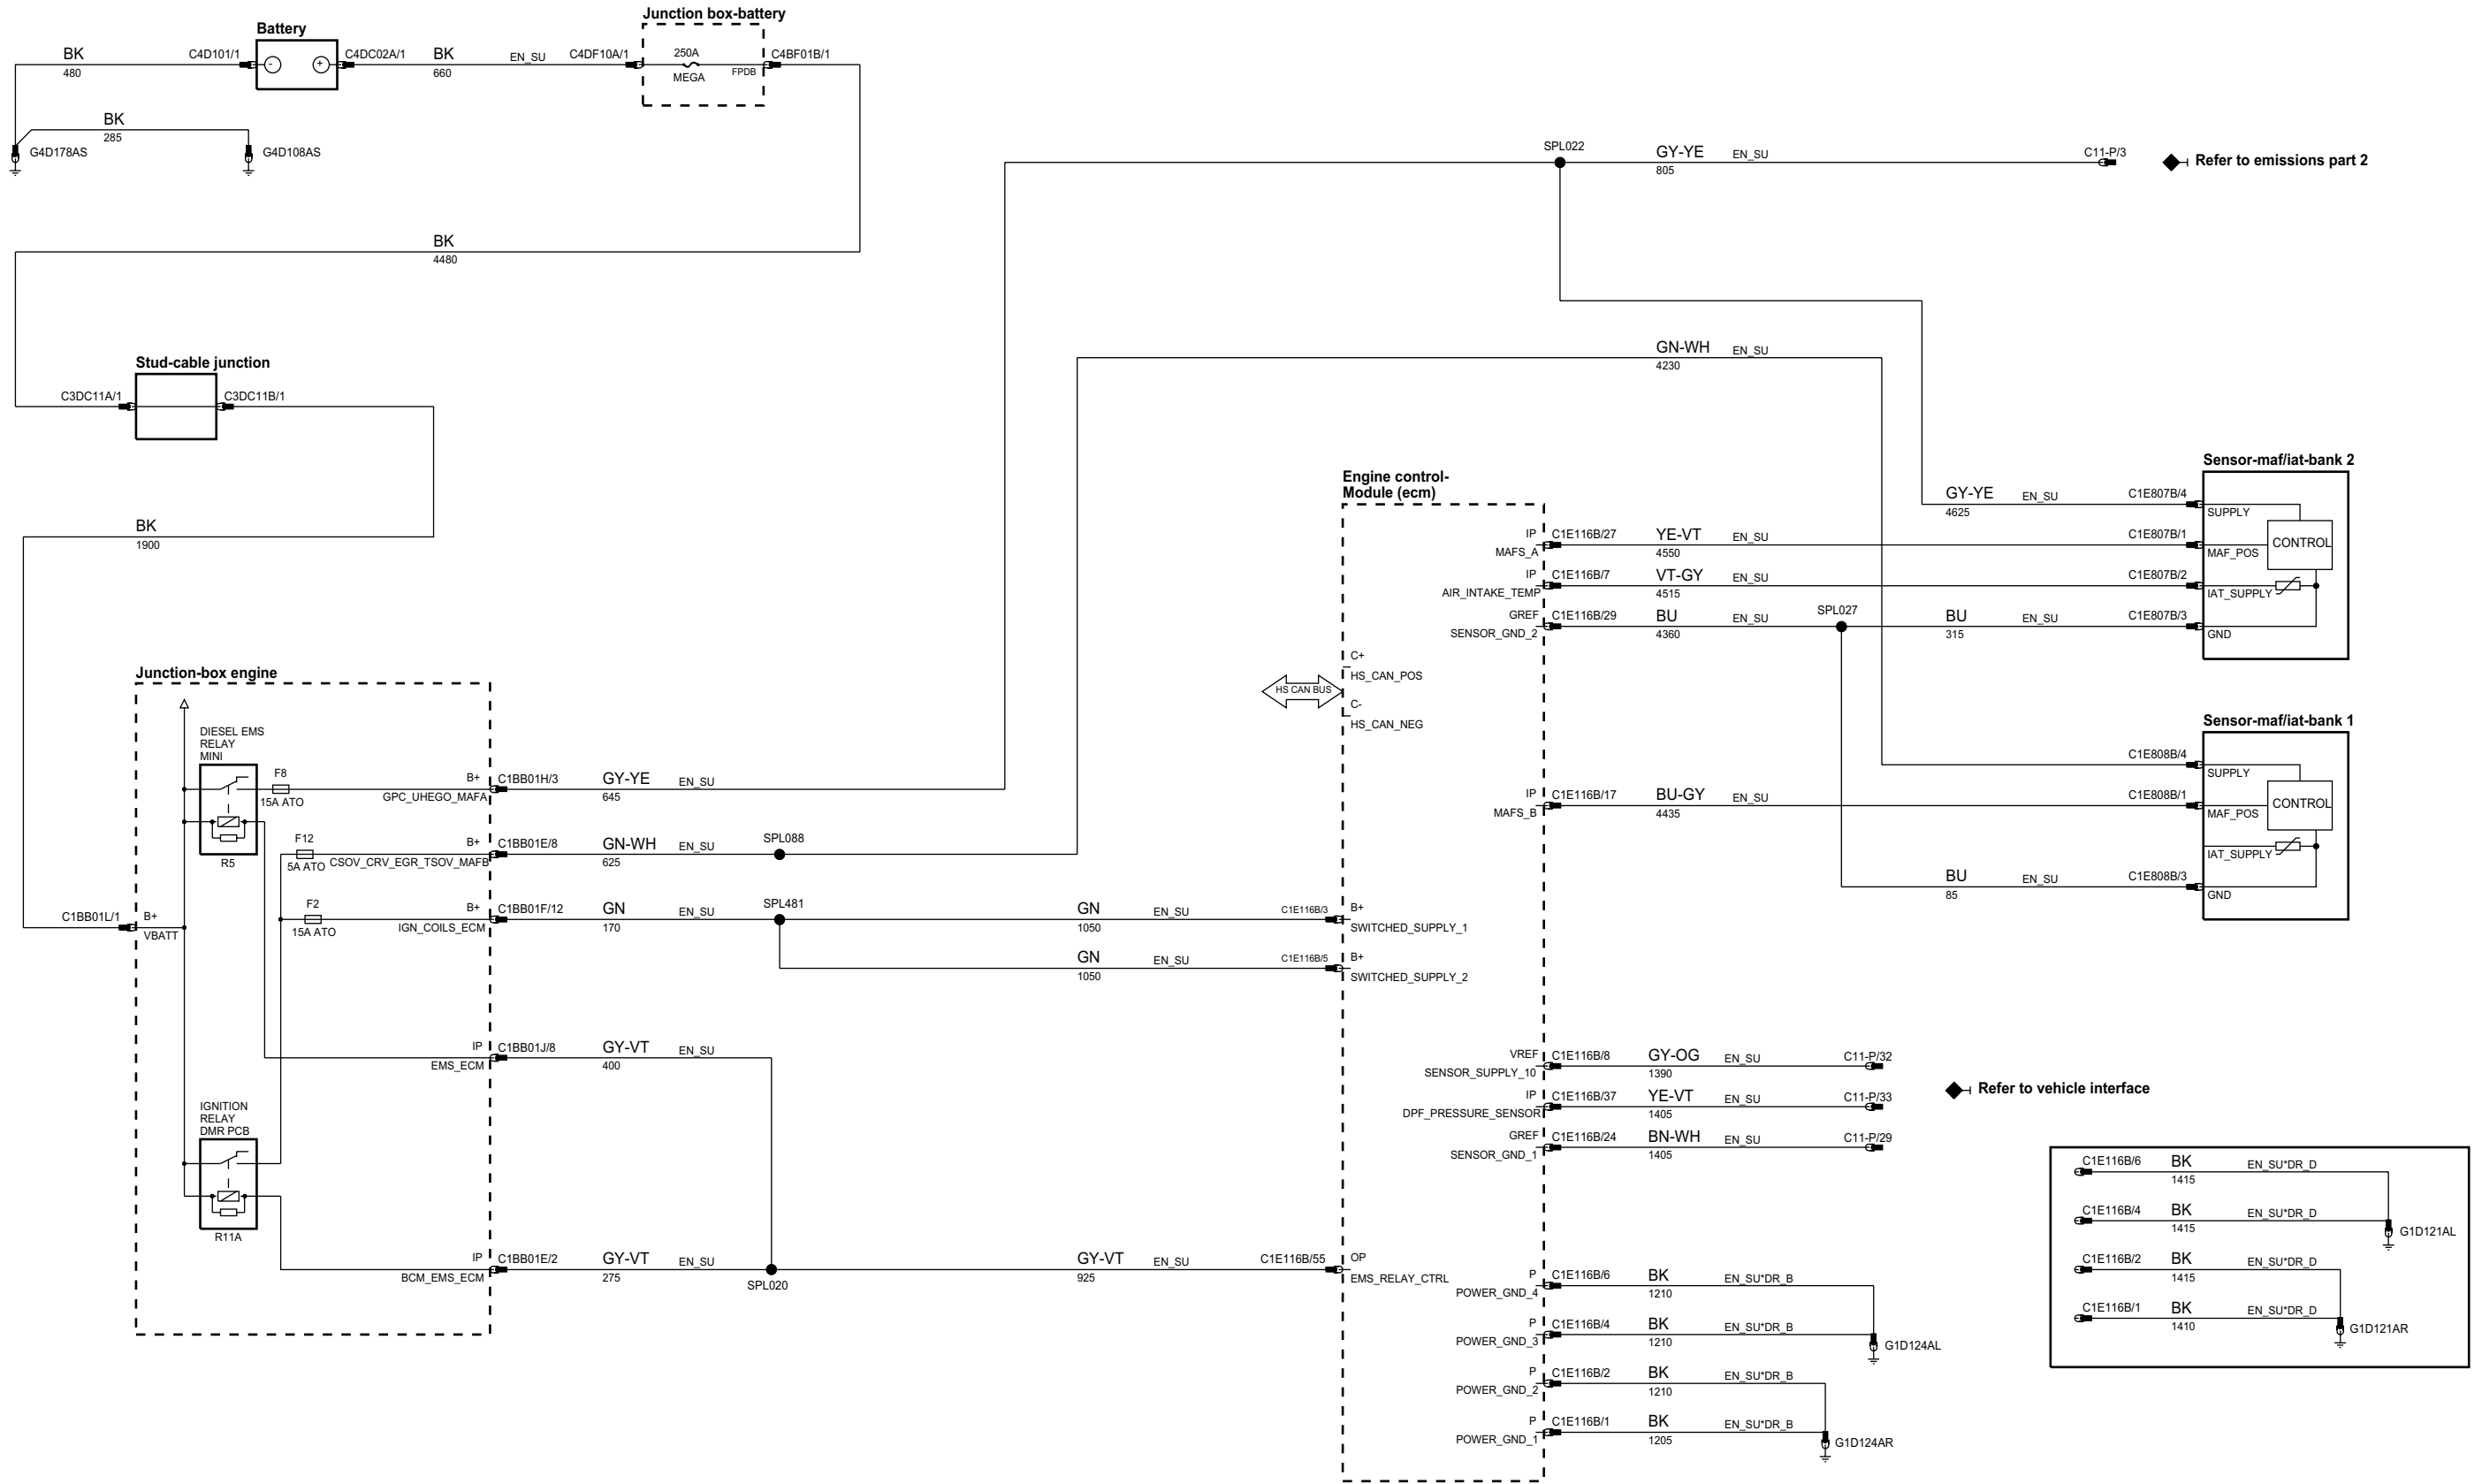 Junction box-battery
Battery
BK
480
C4D101/1
-
+
C4DC02A/1
BK
660
EN_SU
C4DF10A/1
250A
MEGA
FPDB
C4BF01B/1
BK
285
G4D178AS
G4D108AS
SPL022
GY-YE
805
EN_SU
C11-P/3
Refer to emissions part 2
BK
4480
GN-WH
4230
EN_SU
Stud-cable junction
C3DC11A/1
C3DC11B/1
BK
1900
Sensor-maf/iat-bank 2
GY-YE
4625
EN_SU
C1E807B/4
SUPPLY
C1E807B/1
MAF_POS
CONTROL
C1E807B/2
IAT_SUPPLY
C1E807B/3
GND
Engine control-
Module (ecm)
IP
MAFS_A
C1E116B/27
YE-VT
4550
EN_SU
IP
AIR_INTAKE_TEMP
C1E116B/7
VT-GY
4515
EN_SU
GREF
SENSOR_GND_2
C1E116B/29
BU
4360
EN_SU
SPL027
BU
315
EN_SU
C+
HS_CAN_POS
HS CAN BUS
C-
HS_CAN_NEG
Sensor-maf/iat-bank 1
C1E808B/4
SUPPLY
C1E808B/1
MAF_POS
CONTROL
IAT_SUPPLY
BU
85
EN_SU
C1E808B/3
GND
IP
MAFS_B
C1E116B/17
BU-GY
4435
EN_SU
Junction-box engine
DIESEL EMS
RELAY
MINI
R5
F8
15A ATO
B+
GPC_UHEGO_MAFA
C1BB01H/3
GY-YE
645
EN_SU
F12
5A ATO
B+
CSOV_CRV_EGR_TSOV_MAFB
C1BB01E/8
GN-WH
625
EN_SU
SPL088
C1BB01L/1
B+
VBATT
F2
15A ATO
B+
IGN_COILS_ECM
C1BB01F/12
GN
170
EN_SU
SPL481
GN
1050
EN_SU
C1E116B/3
B+
SWITCHED_SUPPLY_1
GN
1050
EN_SU
C1E116B/5
B+
SWITCHED_SUPPLY_2
IP
EMS_ECM
C1BB01J/8
GY-VT
400
EN_SU
IGNITION
RELAY
DMR PCB
R11A
IP
BCM_EMS_ECM
C1BB01E/2
GY-VT
275
EN_SU
SPL020
GY-VT
925
EN_SU
C1E116B/55
OP
EMS_RELAY_CTRL
VREF
SENSOR_SUPPLY_10
C1E116B/8
GY-OG
1390
EN_SU
C11-P/32
IP
DPF_PRESSURE_SENSOR
C1E116B/37
YE-VT
1405
EN_SU
C11-P/33
GREF
SENSOR_GND_1
C1E116B/24
BN-WH
1405
EN_SU
C11-P/29
Refer to vehicle interface
P
POWER_GND_4
C1E116B/6
BK
1210
EN_SU*DR_B
P
POWER_GND_3
C1E116B/4
BK
1210
EN_SU*DR_B
G1D124AL
P
POWER_GND_2
C1E116B/2
BK
1210
EN_SU*DR_B
P
POWER_GND_1
C1E116B/1
BK
1205
EN_SU*DR_B
G1D124AR
C1E116B/6
BK
1415
EN_SU*DR_D
C1E116B/4
BK
1415
EN_SU*DR_D
G1D121AL
C1E116B/2
BK
1415
EN_SU*DR_D
C1E116B/1
BK
1410
EN_SU*DR_D
G1D121AR